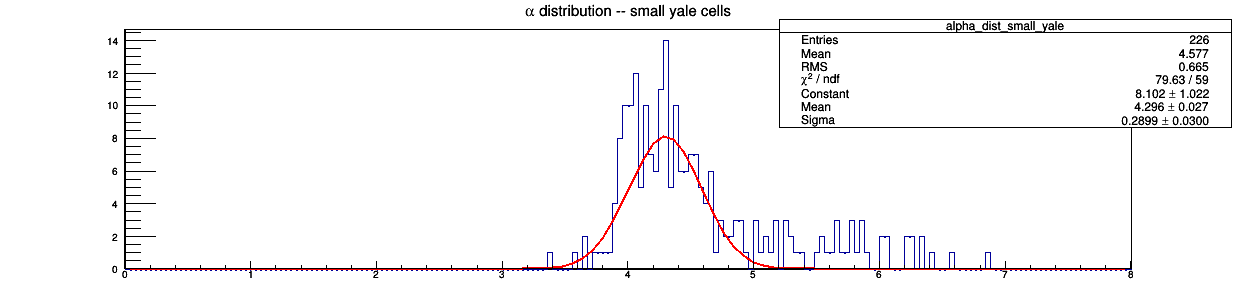 α distribution -- small yale cells
alpha_dist_small_yale
Entries 226
Mean 4.577
RMS 0.665
χ² / ndf 79.63 / 59
Constant 8.102 ± 1.022
Mean 4.296 ± 0.027
Sigma 0.2899 ± 0.0300
14
12
10
8
6
4
2
0
0 1 2 3 4 5 6 7 8